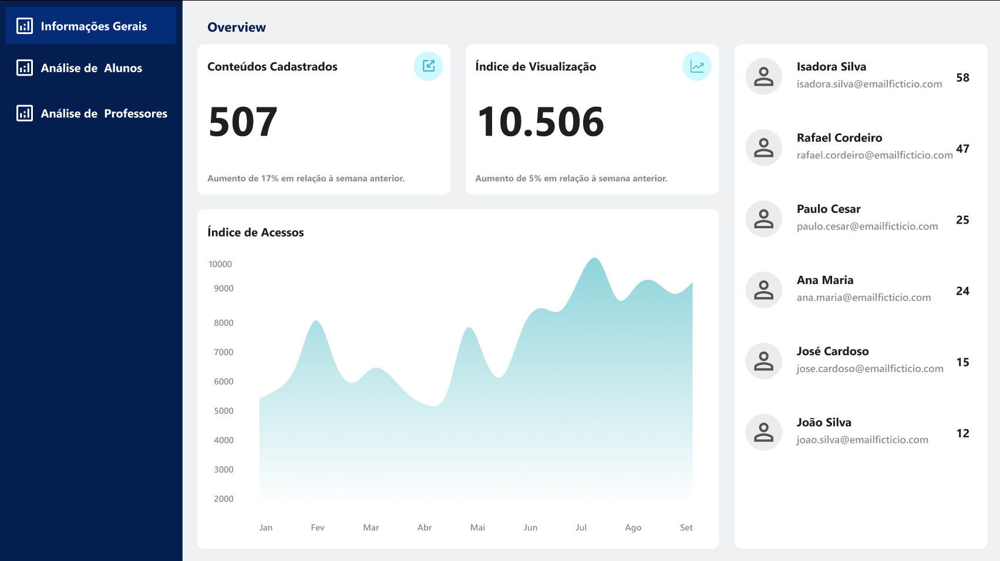 Informações Gerais
Análise de  Alunos
Análise de  Professores
Overview
Conteúdos Cadastrados
507
Aumento de 17% em relação à semana anterior.
Índice de Visualização
10.506
Aumento de 5% em relação à semana anterior.
Índice de Acessos
10000
9000
8000
7000
6000
5000
4000
3000
2000
Jan Fev Mar Abr Mai Jun Jul Ago Set
Isadora Silva
isadora.silva@emailficticio.com
58
Rafael Cordeiro
rafael.cordeiro@emailficticio.com
47
Paulo Cesar
paulo.cesar@emailficticio.com
25
Ana Maria
ana.maria@emailficticio.com
24
José Cardoso
jose.cardoso@emailficticio.com
15
João Silva
joao.silva@emailficticio.com
12